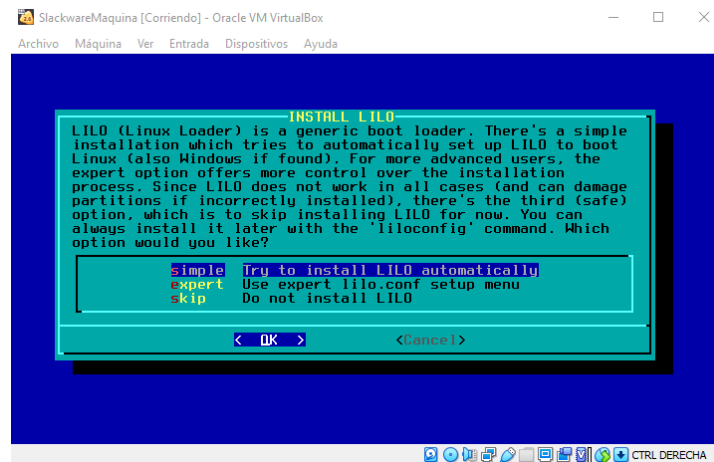 SlackwareMaquina [Corriendo] - Oracle VM VirtualBox
Archivo Máquina Ver Entrada Dispositivos Ayuda
INSTALL LILO
LILO (Linux Loader) is a generic boot loader. There's a simple
installation which tries to automatically set up LILO to boot
Linux (also Windows if found). For more advanced users, the
expert option offers more control over the installation
process. Since LILO does not work in all cases (and can damage
partitions if incorrectly installed), there's the third (safe)
option, which is to skip installing LILO for now. You can
always install it later with the 'liloconfig' command. Which
option would you like?
simple Try to install LILO automatically
expert Use expert lilo.conf setup menu
skip Do not install LILO
< OK > <Cancel>
CTRL DERECHA